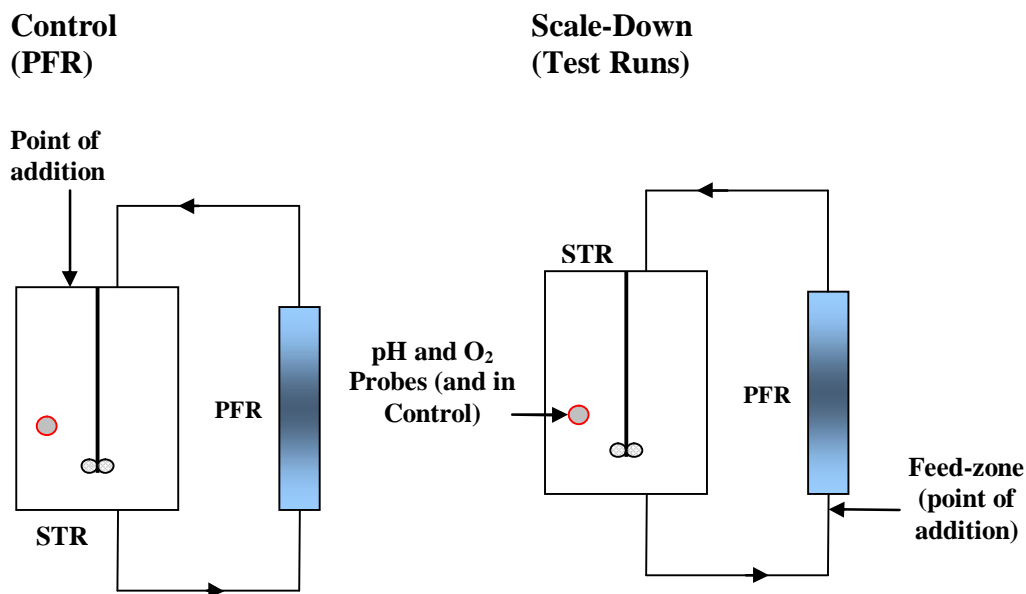 Control
(PFR)
Point of
addition
PFR
STR
Scale-Down
(Test Runs)
STR
pH and O₂
Probes (and in
Control)
PFR
Feed-zone
(point of
addition)